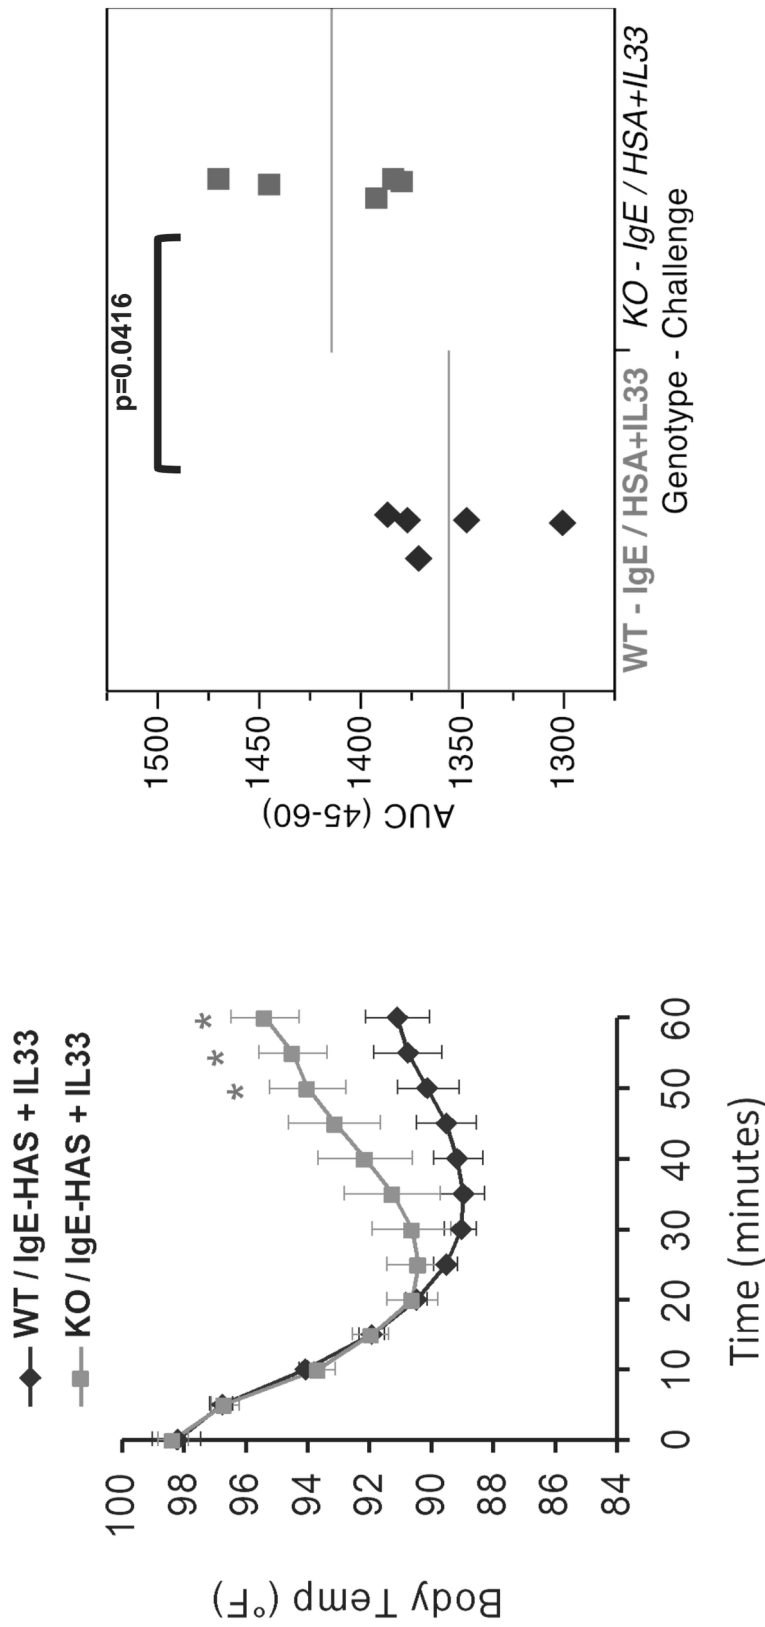 WT / IgE-HAS + IL33
KO / IgE-HAS + IL33
Body Temp (°F)
100
98
96
94
92
90
88
86
84
*
*
*
0
10
20
30
40
50
60
Time (minutes)
AUC (45-60)
1500
1450
1400
1350
1300
p=0.0416
WT - IgE / HSA+IL33
KO - IgE / HSA+IL33
Genotype - Challenge